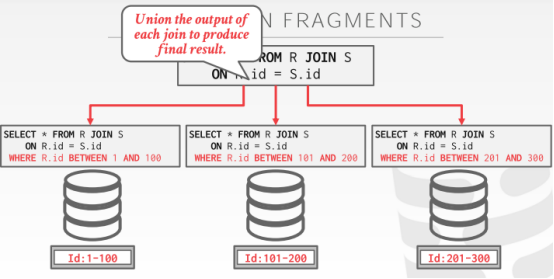 Union the output of
each join to produce
final result.
N FRAGMENTS
FROM R JOIN S
ON R.id = S.id
SELECT * FROM R JOIN S
ON R.id = S.id
WHERE R.id BETWEEN 1 AND 100
SELECT * FROM R JOIN S
ON R.id = S.id
WHERE R.id BETWEEN 101 AND 200
SELECT * FROM R JOIN S
ON R.id = S.id
WHERE R.id BETWEEN 201 AND 300
Id:1-100
Id:101-200
Id:201-300